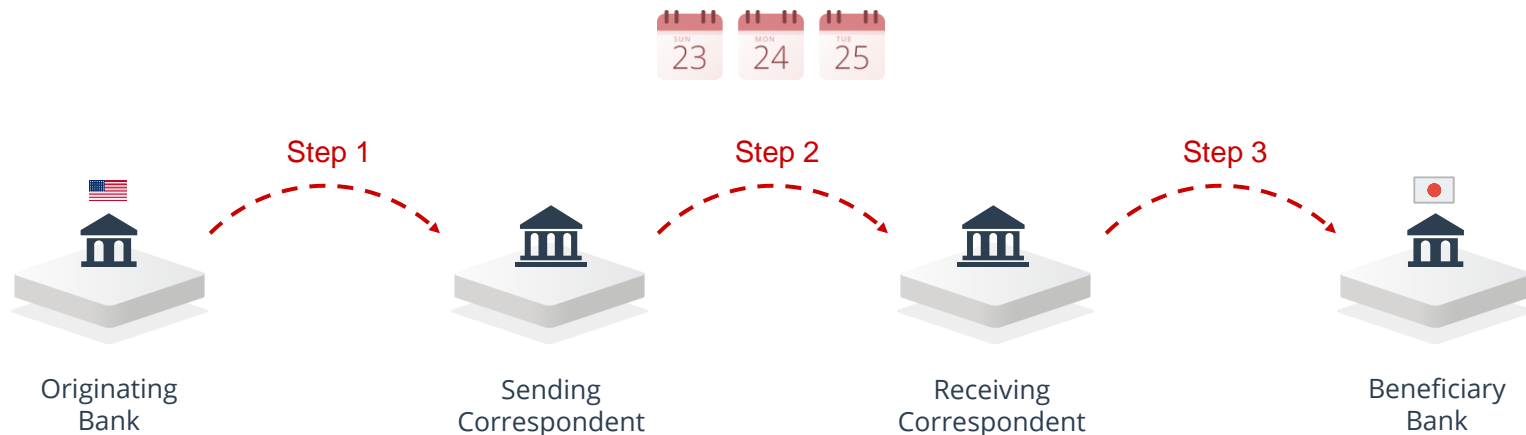 SUN
23
MON
24
TUE
25
Step 1
Step 2
Step 3
Originating
Bank
Sending
Correspondent
Receiving
Correspondent
Beneficiary
Bank